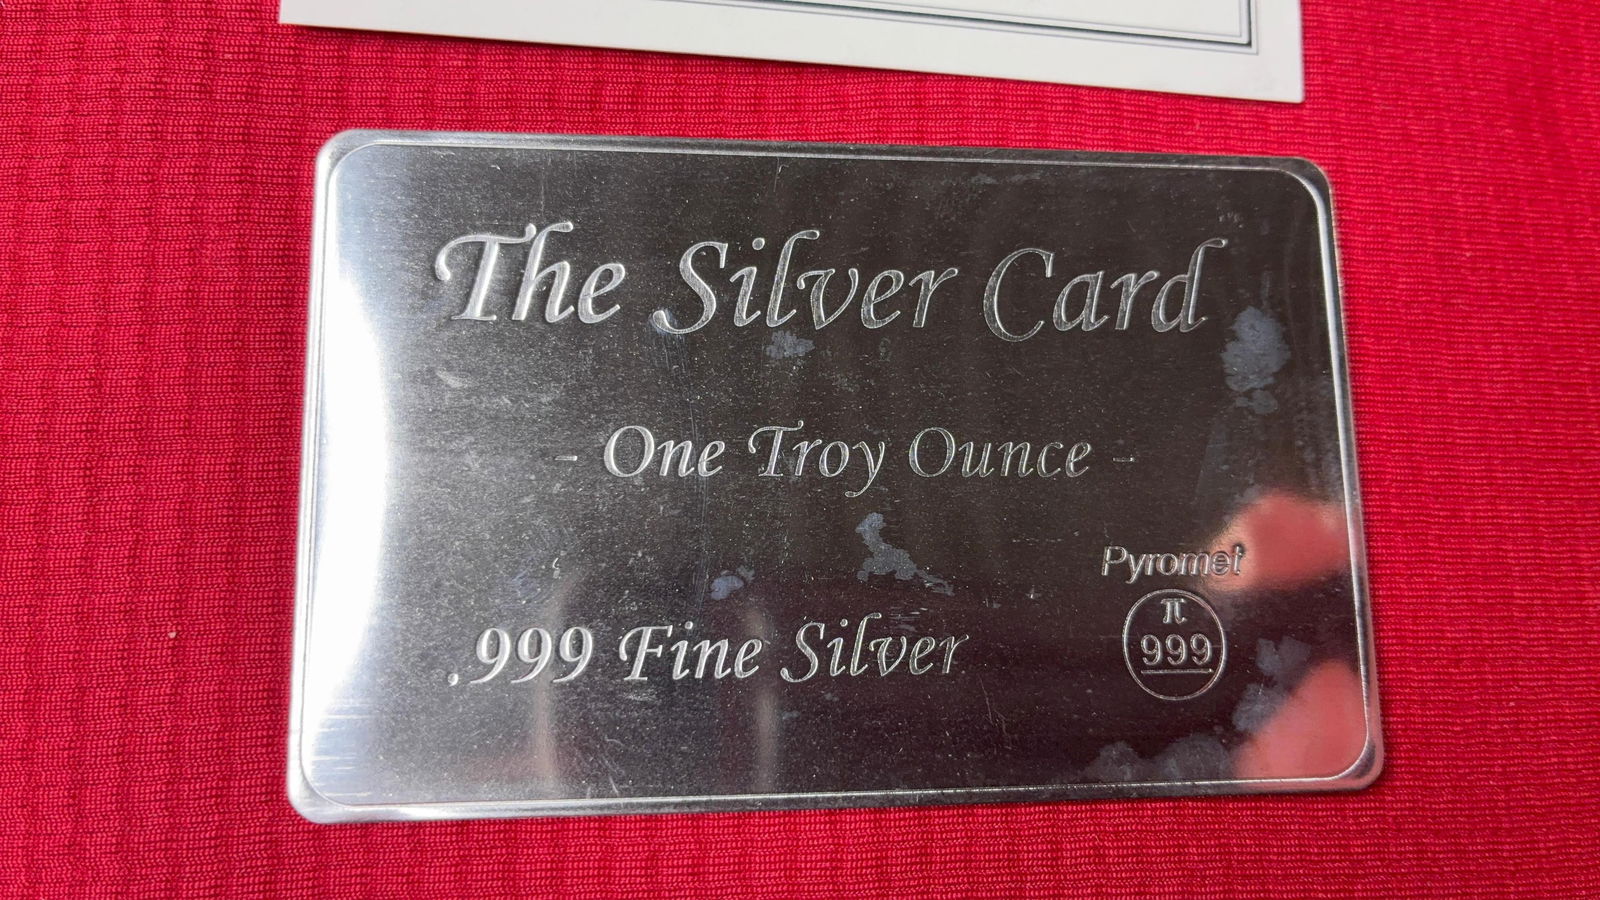 The Silver Card
- One Troy Ounce -
Pyromet
π
999
.999 Fine Silver